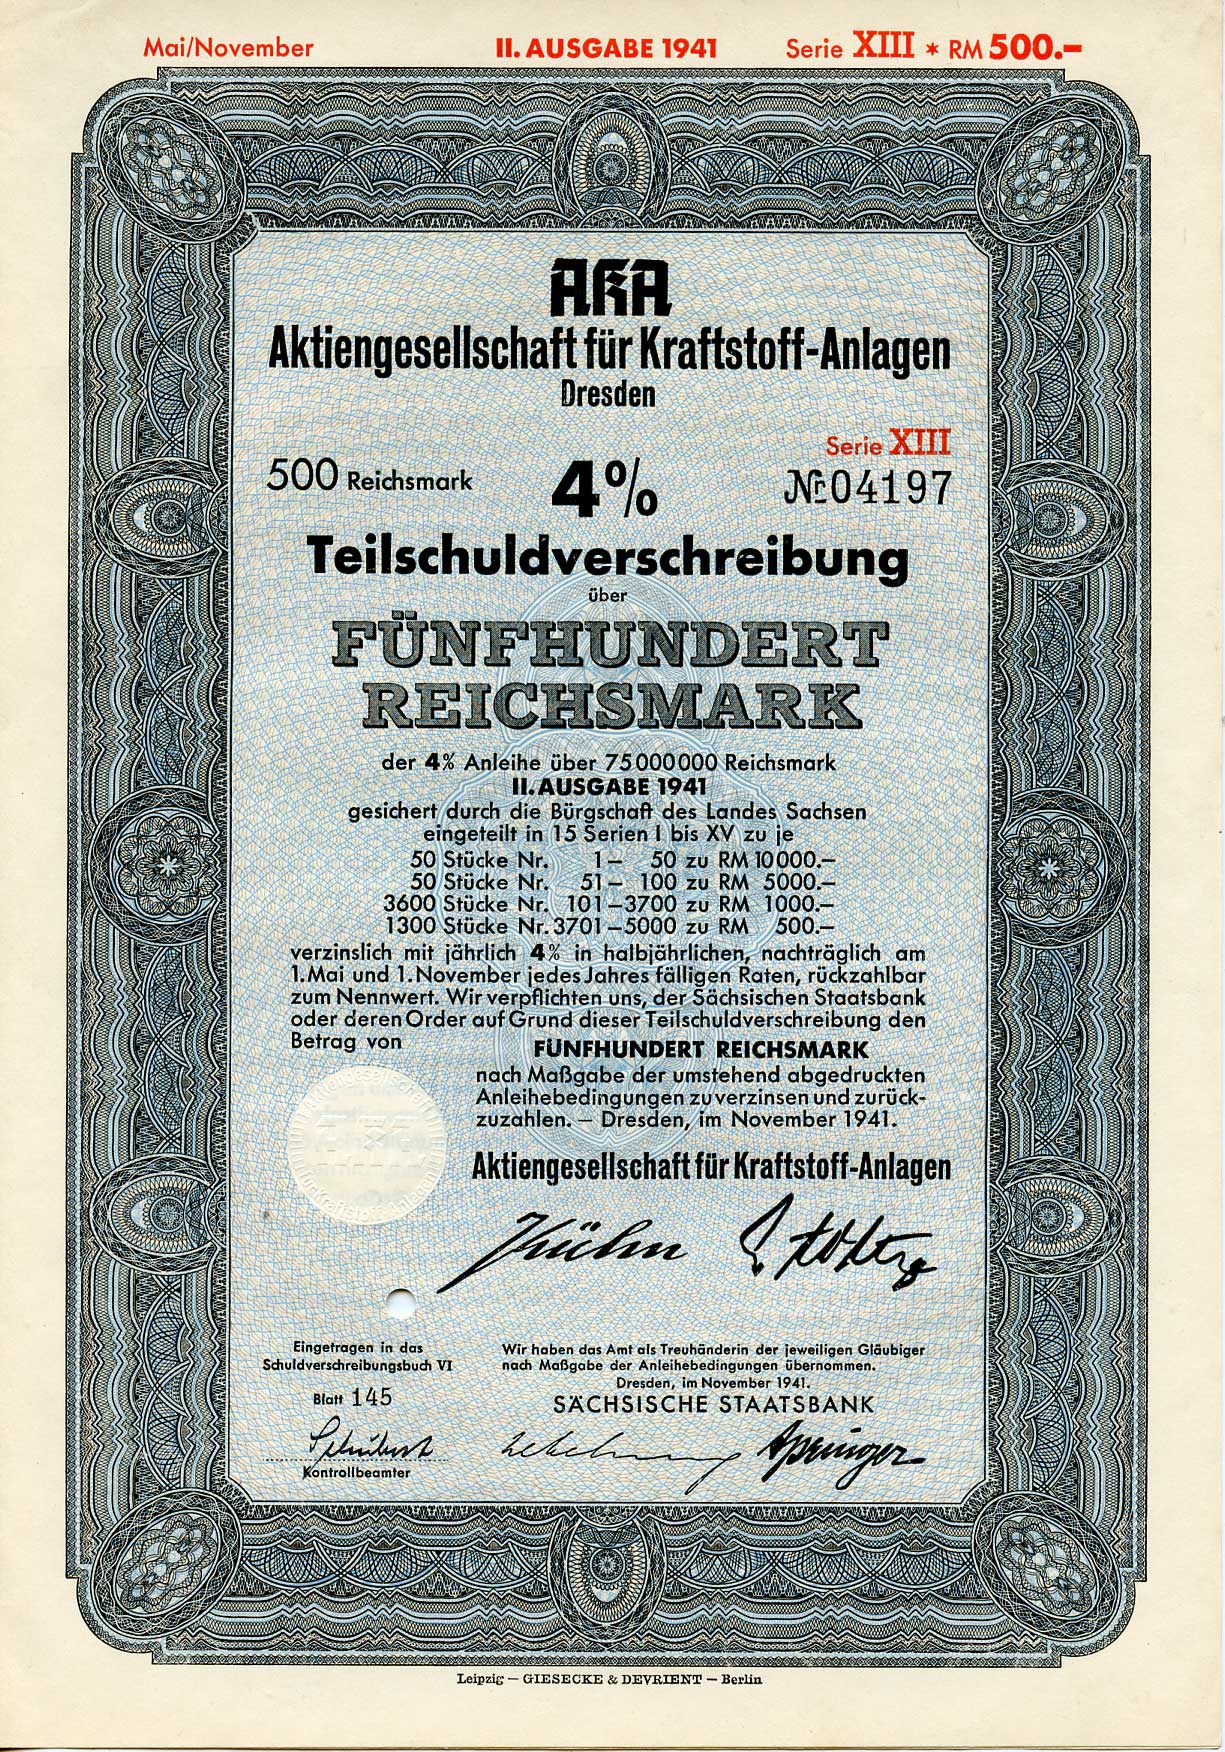 Mai/November II. AUSGABE 1941 Serie XIII * RM 500.–
AKA
Aktiengesellschaft für Kraftstoff-Anlagen
Dresden
Serie XIII
500 Reichsmark 4% Nr. 04197
Teilschuldverschreibung
über
FÜNFHUNDERT
REICHSMARK
der 4% Anleihe über 75 000 000 Reichsmark
II. AUSGABE 1941
gesichert durch die Bürgschaft des Landes Sachsen
eingeteilt in 15 Serien I bis XV zu je
50 Stücke Nr. 1 – 50 zu RM 10 000.–
50 Stücke Nr. 51 – 100 zu RM 5000.–
3600 Stücke Nr. 101 – 3700 zu RM 1000.–
1300 Stücke Nr. 3701 – 5000 zu RM 500.–
verzinslich mit jährlich 4% in halbjährlichen, nachträglich am
1. Mai und 1. November jedes Jahres fälligen Raten, rückzahlbar
zum Nennwert. Wir verpflichten uns, der Sächsischen Staatsbank
oder deren Order auf Grund dieser Teilschuldverschreibung den
Betrag von
FÜNFHUNDERT REICHSMARK
nach Maßgabe der umstehend abgedruckten
Anleihebedingungen zu verzinsen und zurück-
zuzahlen. – Dresden, im November 1941.
Aktiengesellschaft für Kraftstoff-Anlagen
Kühn
Eingetragen in das
Schuldverschreibungsbuch VI
Blatt 145
Kontrollbeamter
Wir haben das Amt als Treuhänderin der jeweiligen Gläubiger
nach Maßgabe der Anleihebedingungen übernommen.
Dresden, im November 1941.
SÄCHSISCHE STAATSBANK
Springer
Leipzig — GIESECKE & DEVRIENT — Berlin